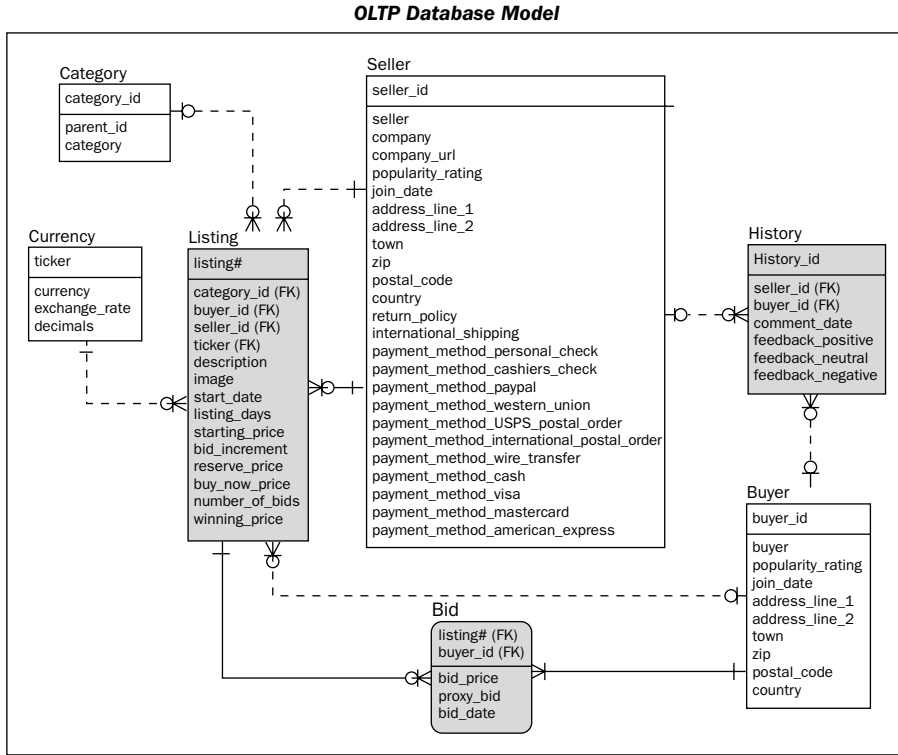 OLTP Database Model
Category
category_id
parent_id
category
Seller
seller_id
seller
company
company_url
popularity_rating
join_date
address_line_1
address_line_2
town
zip
postal_code
country
return_policy
international_shipping
payment_method_personal_check
payment_method_cashiers_check
payment_method_paypal
payment_method_western_union
payment_method_USPS_postal_order
payment_method_international_postal_order
payment_method_wire_transfer
payment_method_cash
payment_method_visa
payment_method_mastercard
payment_method_american_express
Currency
ticker
currency
exchange_rate
decimals
Listing
listing#
category_id (FK)
buyer_id (FK)
seller_id (FK)
ticker (FK)
description
image
start_date
listing_days
starting_price
bid_increment
reserve_price
buy_now_price
number_of_bids
winning_price
History
History_id
seller_id (FK)
buyer_id (FK)
comment_date
feedback_positive
feedback_neutral
feedback_negative
Buyer
buyer_id
buyer
popularity_rating
join_date
address_line_1
address_line_2
town
zip
postal_code
country
Bid
listing# (FK)
buyer_id (FK)
bid_price
proxy_bid
bid_date